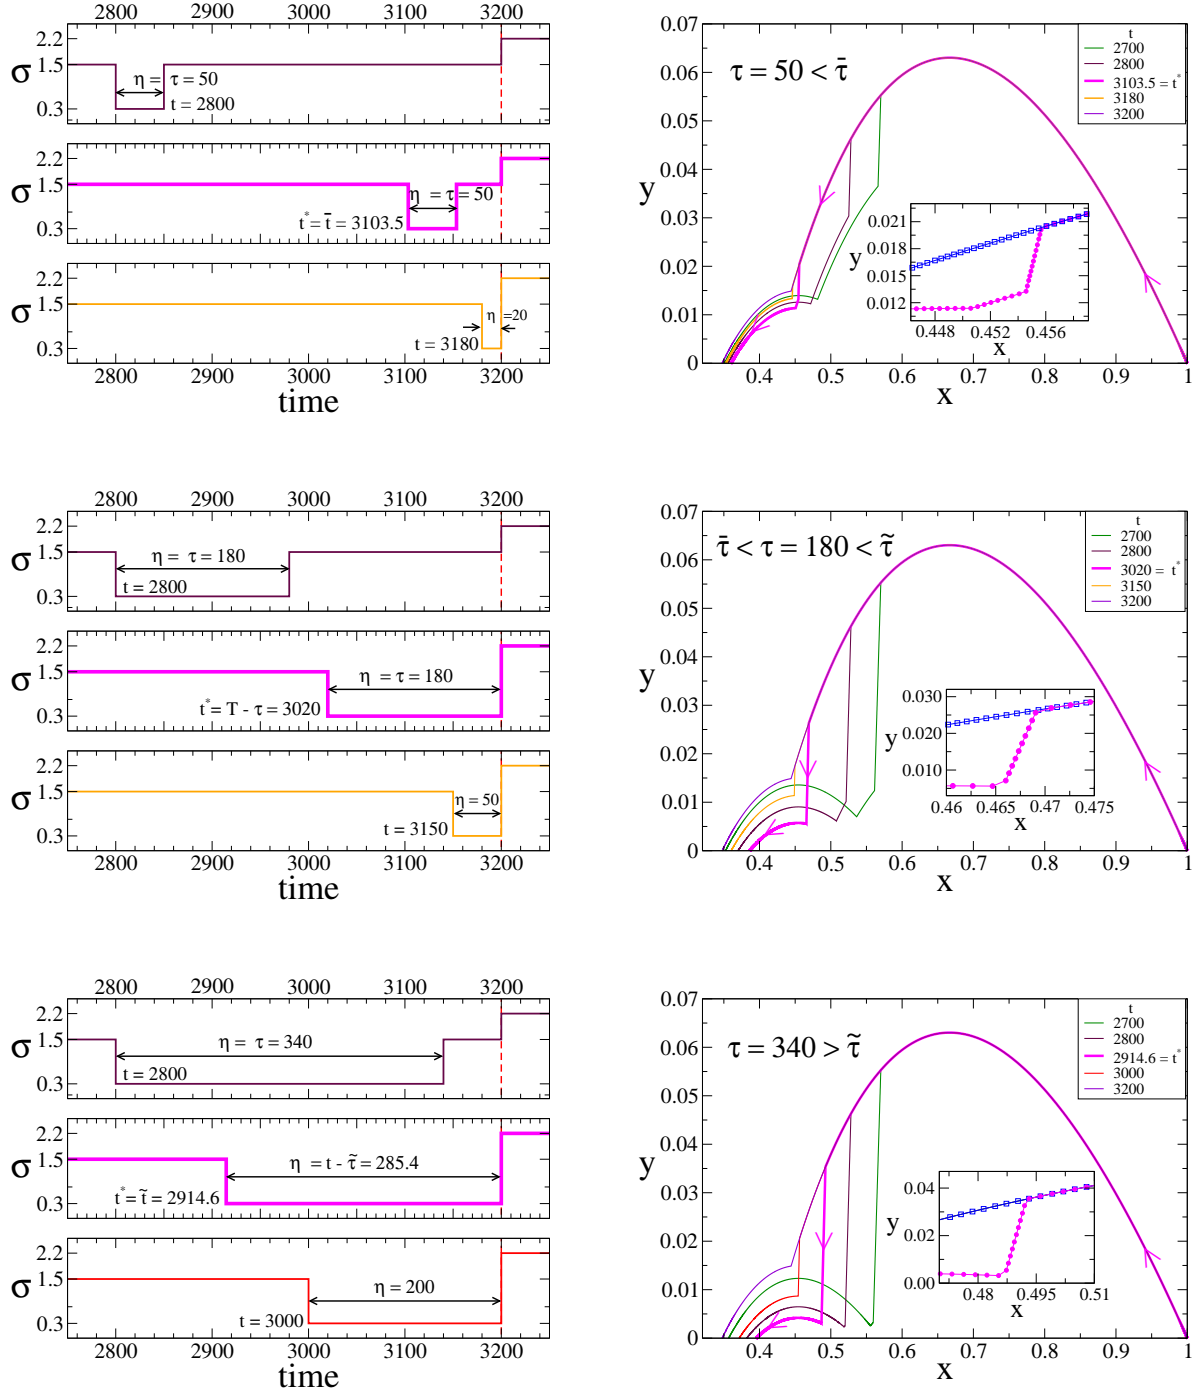 2800 2900 3000 3100 3200
σ
2.2
1.5
0.3
η = τ = 50
t = 2800
σ
2.2
1.5
0.3
η = τ = 50
t* = t̄ = 3103.5
σ
2.2
1.5
0.3
η =20
t = 3180
2800 2900 3000 3100 3200
time
0.07
0.06
0.05
0.04
0.03
0.02
0.01
0
y
τ = 50 < τ̄
t
2700
2800
3103.5 = t*
3180
3200
0.021
0.018
0.015
0.012
y
0.448 0.452 0.456
x
0.4 0.5 0.6 0.7 0.8 0.9 1
x
2800 2900 3000 3100 3200
σ
2.2
1.5
0.3
η = τ = 180
t = 2800
σ
2.2
1.5
0.3
η = τ = 180
t* = T - τ = 3020
σ
2.2
1.5
0.3
η = 50
t = 3150
2800 2900 3000 3100 3200
time
0.07
0.06
0.05
0.04
0.03
0.02
0.01
0
y
τ̄ < τ = 180 < τ̃
t
2700
2800
3020 = t*
3150
3200
0.030
0.020
0.010
y
0.46 0.465 0.47 0.475
x
0.4 0.5 0.6 0.7 0.8 0.9 1
x
2800 2900 3000 3100 3200
σ
2.2
1.5
0.3
η = τ = 340
t = 2800
σ
2.2
1.5
0.3
η = t - τ̃ = 285.4
t* = t̃ = 2914.6
σ
2.2
1.5
0.3
η = 200
t = 3000
2800 2900 3000 3100 3200
time
0.07
0.06
0.05
0.04
0.03
0.02
0.01
0
y
τ = 340 > τ̃
t
2700
2800
2914.6 = t*
3000
3200
0.04
0.02
0.00
y
0.48 0.495 0.51
x
0.4 0.5 0.6 0.7 0.8 0.9 1
x